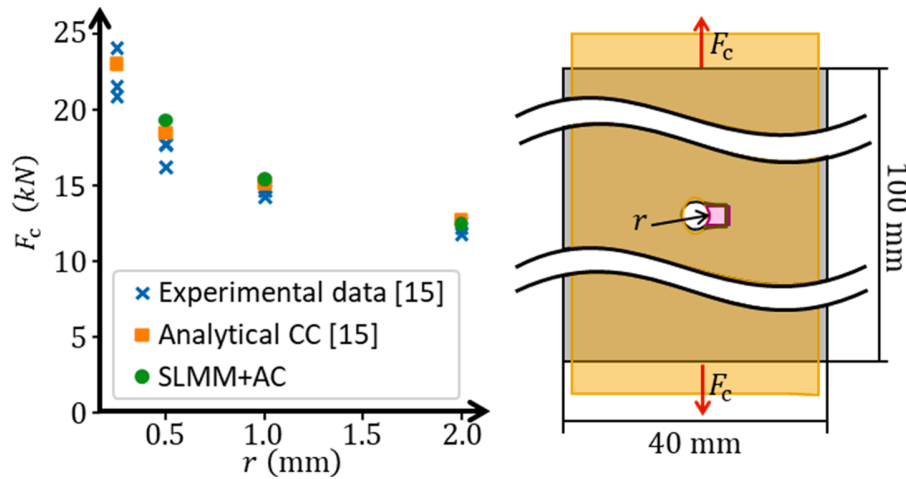 25
20
15
10
5
0
F_c (kN)
Experimental data [15]
Analytical CC [15]
SLMM+AC
0.5 1.0 1.5 2.0
r (mm)
F_c
r
100 mm
F_c
40 mm